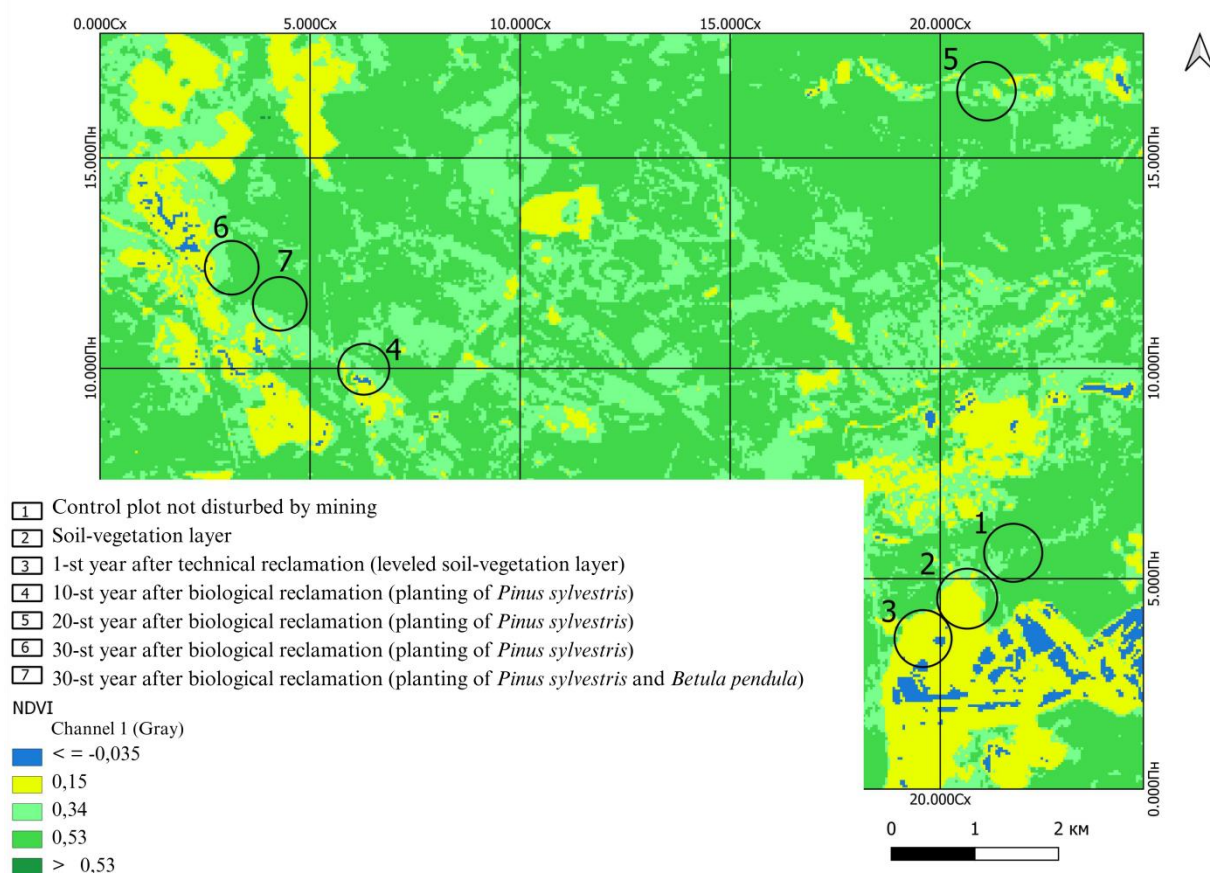 0.000Сх 5.000Сх 10.000Сх 15.000Сх 20.000Сх
5
15.000Пн 15.000Пн
6
7
4
10.000Пн 10.000Пн
1
2
5.000Пн
3
0.000Пн
20.000Сх
1 Control plot not disturbed by mining
2 Soil-vegetation layer
3 1-st year after technical reclamation (leveled soil-vegetation layer)
4 10-st year after biological reclamation (planting of Pinus sylvestris)
5 20-st year after biological reclamation (planting of Pinus sylvestris)
6 30-st year after biological reclamation (planting of Pinus sylvestris)
7 30-st year after biological reclamation (planting of Pinus sylvestris and Betula pendula)
NDVI
Channel 1 (Gray)
< = -0,035
0,15
0,34
0,53
> 0,53
0 1 2 км